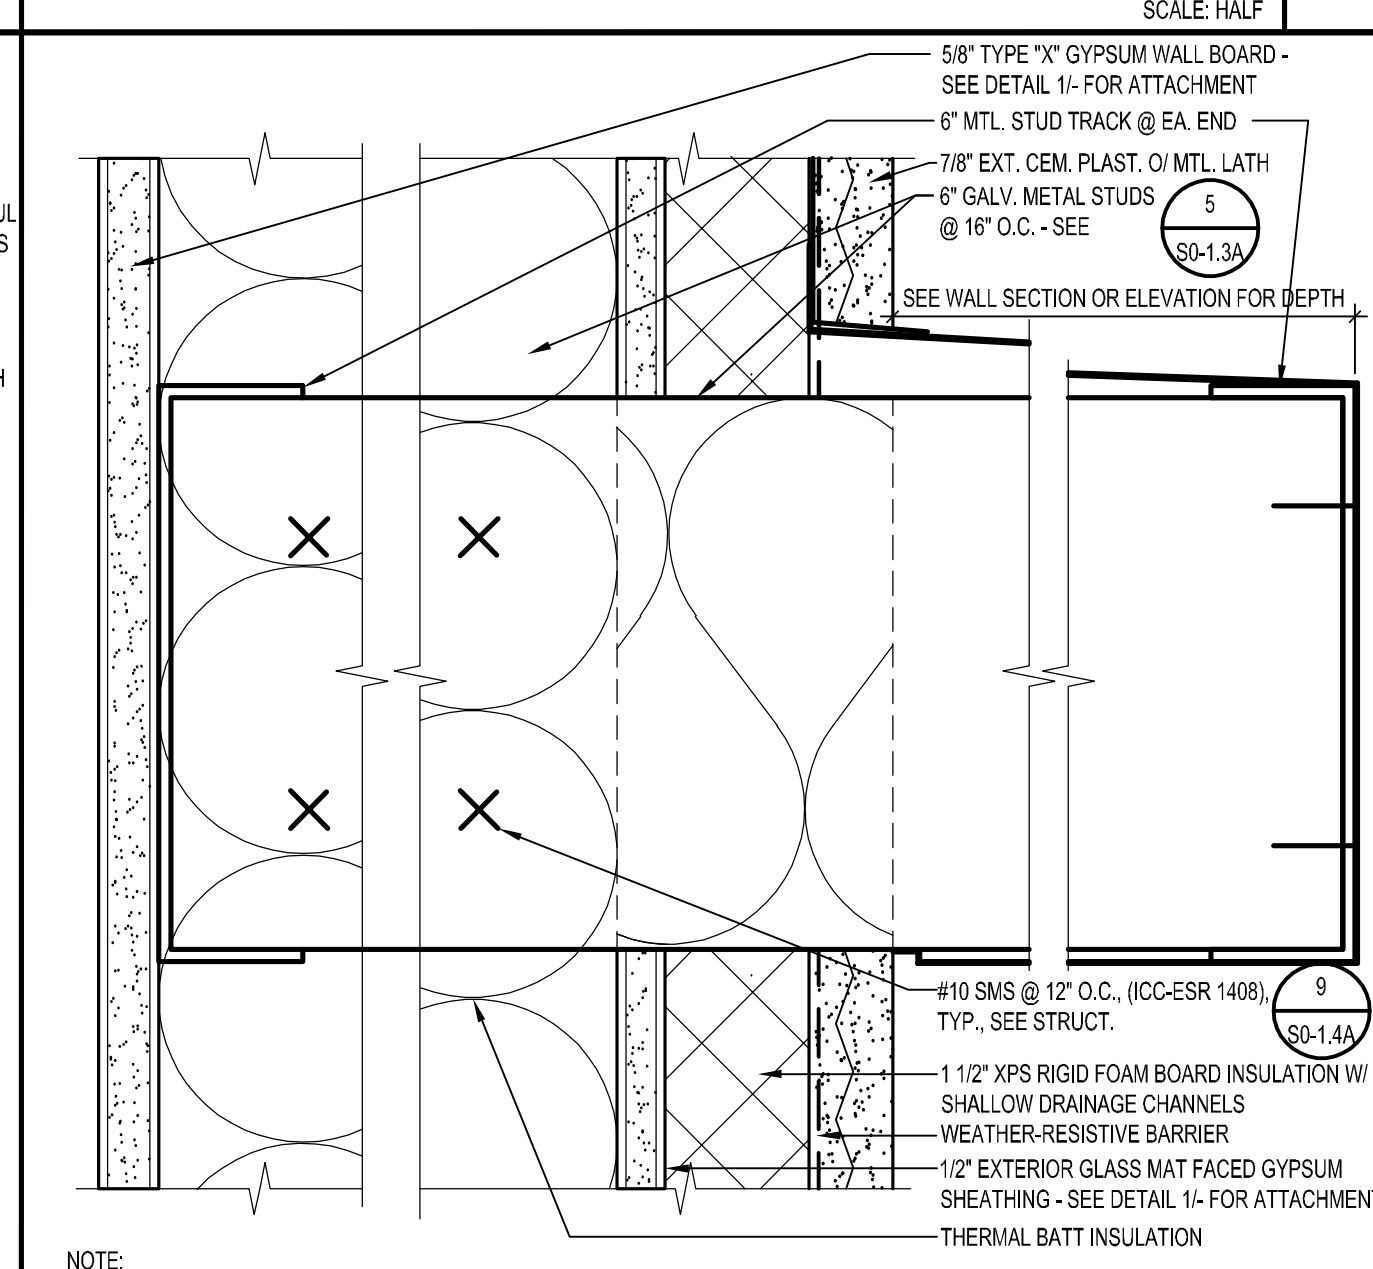 SCALE: HALF
5/8" TYPE "X" GYPSUM WALL BOARD -
SEE DETAIL 1/- FOR ATTACHMENT
6" MTL. STUD TRACK @ EA. END
7/8" EXT. CEM. PLAST. O/ MTL. LATH
6" GALV. METAL STUDS
@ 16" O.C. - SEE
5
S0-1.3A
UL
S
SEE WALL SECTION OR ELEVATION FOR DEPTH
H
#10 SMS @ 12" O.C., (ICC-ESR 1408),
TYP., SEE STRUCT.
9
S0-1.4A
1 1/2" XPS RIGID FOAM BOARD INSULATION W/
SHALLOW DRAINAGE CHANNELS
WEATHER-RESISTIVE BARRIER
1/2" EXTERIOR GLASS MAT FACED GYPSUM
SHEATHING - SEE DETAIL 1/- FOR ATTACHMENT
THERMAL BATT INSULATION
NOTE: